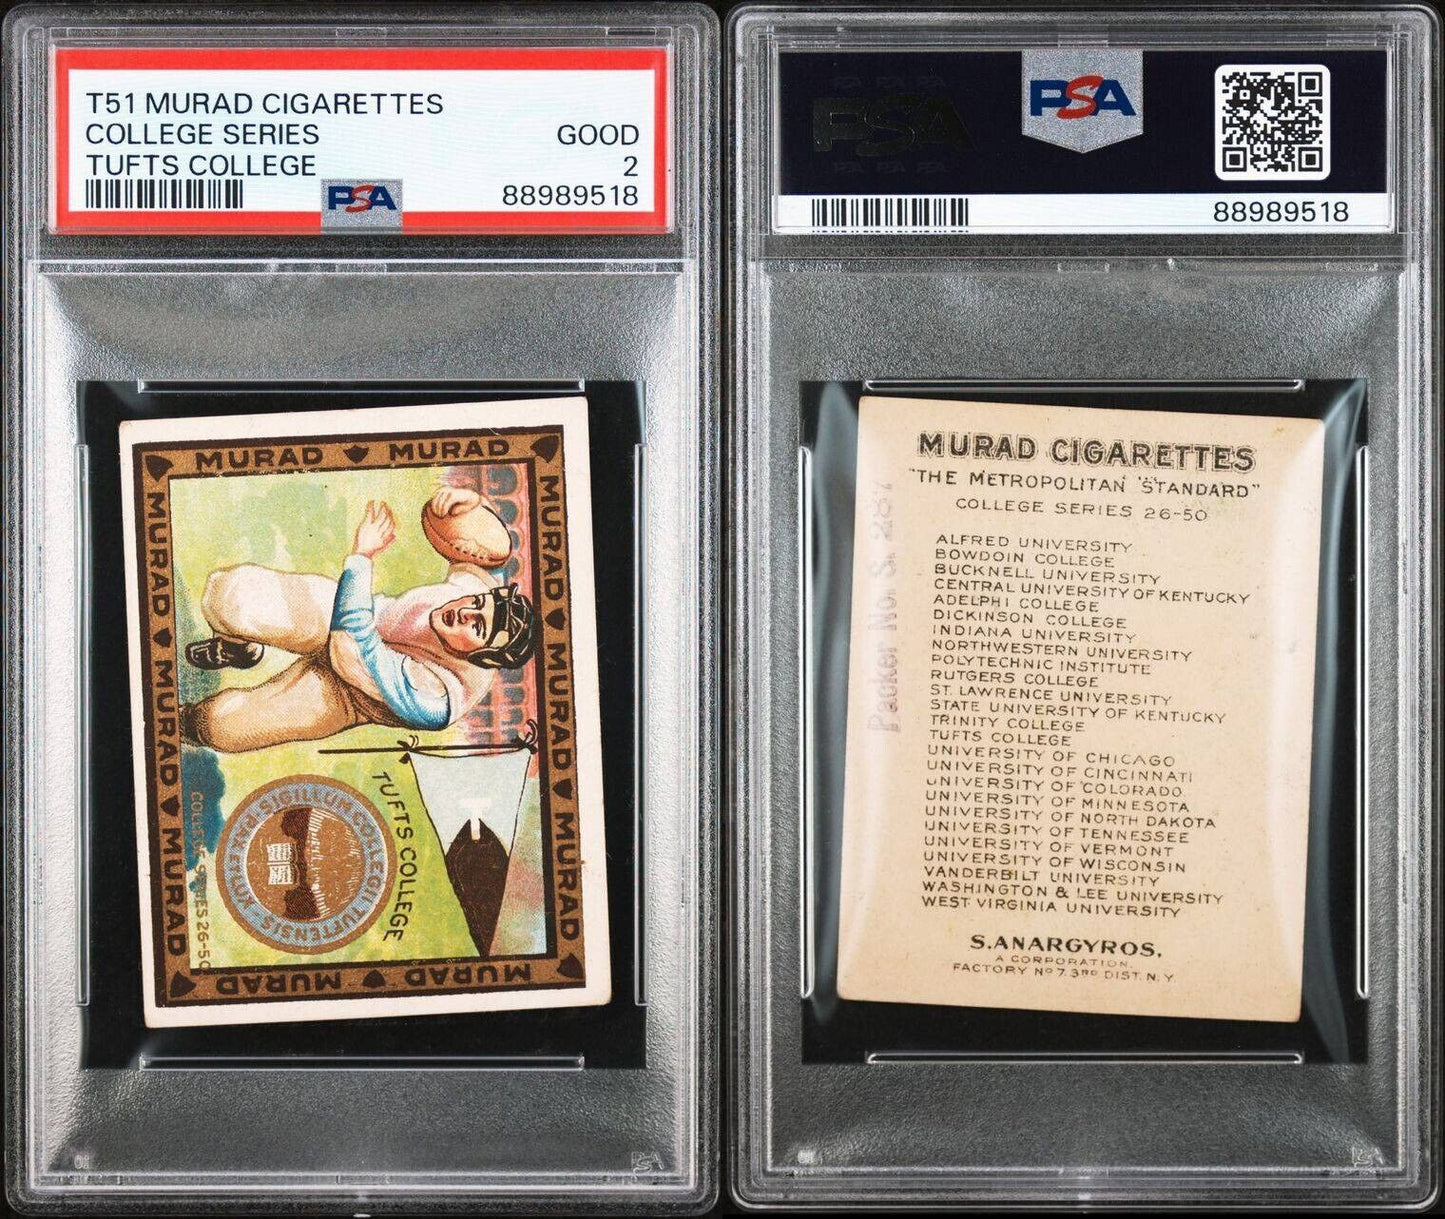 T51 MURAD CIGARETTES
COLLEGE SERIES
GOOD
TUFTS COLLEGE
2
PSA
88989518
MURAD MURAD
MURAD MURAD MURAD MURAD
MURAD MURAD MURAD MURAD
MURAD MURAD
TUFTS COLLEGE
T
COLLEGE SERIES 26-50
PSA
PSA
88989518
MURAD CIGARETTES
"THE METROPOLITAN STANDARD"
COLLEGE SERIES 26-50
ALFRED UNIVERSITY
BOWDOIN COLLEGE
BUCKNELL UNIVERSITY
CENTRAL UNIVERSITY OF KENTUCKY
ADELPHI COLLEGE
DICKINSON COLLEGE
INDIANA UNIVERSITY
NORTHWESTERN UNIVERSITY
POLYTECHNIC INSTITUTE
RUTGERS COLLEGE
ST. LAWRENCE UNIVERSITY
STATE UNIVERSITY OF KENTUCKY
TRINITY COLLEGE
TUFTS COLLEGE
UNIVERSITY OF CHICAGO
UNIVERSITY OF CINCINNATI
UNIVERSITY OF COLORADO
UNIVERSITY OF MINNESOTA
UNIVERSITY OF NORTH DAKOTA
UNIVERSITY OF TENNESSEE
UNIVERSITY OF VERMONT
UNIVERSITY OF WISCONSIN
VANDERBILT UNIVERSITY
WASHINGTON & LEE UNIVERSITY
WEST VIRGINIA UNIVERSITY
S. ANARGYROS.
A CORPORATION.
FACTORY Nº 7. 3RD DIST. N.Y.
Packer No. S. 287